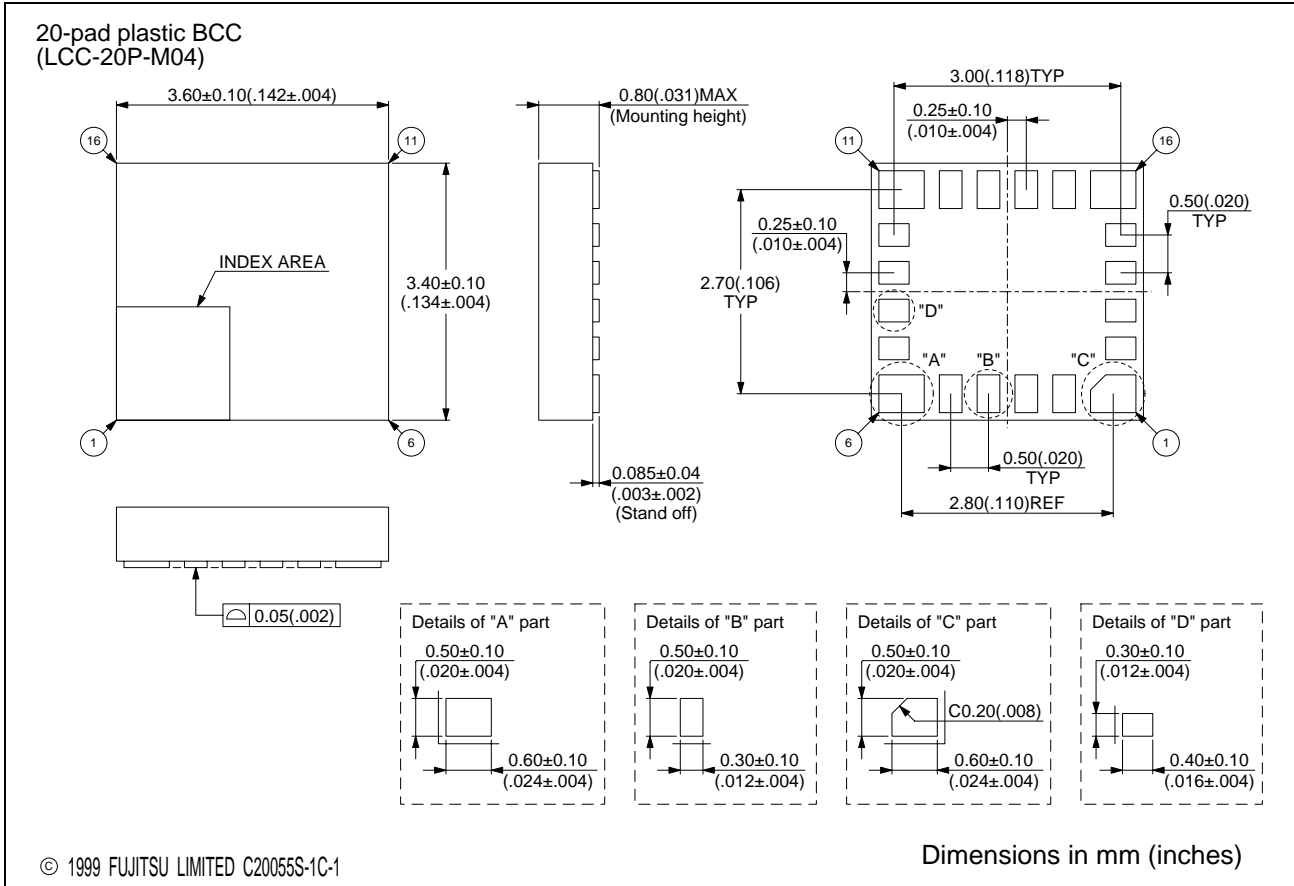 20-pad plastic BCC
(LCC-20P-M04)
3.60±0.10(.142±.004)
16
11
INDEX AREA
3.40±0.10
(.134±.004)
1
6
0.80(.031)MAX
(Mounting height)
0.085±0.04
(.003±.002)
(Stand off)
3.00(.118)TYP
0.25±0.10
(.010±.004)
11
16
0.50(.020)
TYP
0.25±0.10
(.010±.004)
2.70(.106)
TYP
"D"
"A"
"B"
"C"
6
1
0.50(.020)
TYP
2.80(.110)REF
0.05(.002)
Details of "A" part
0.50±0.10
(.020±.004)
0.60±0.10
(.024±.004)
Details of "B" part
0.50±0.10
(.020±.004)
0.30±0.10
(.012±.004)
Details of "C" part
0.50±0.10
(.020±.004)
C0.20(.008)
0.60±0.10
(.024±.004)
Details of "D" part
0.30±0.10
(.012±.004)
0.40±0.10
(.016±.004)
© 1999 FUJITSU LIMITED C20055S-1C-1
Dimensions in mm (inches)